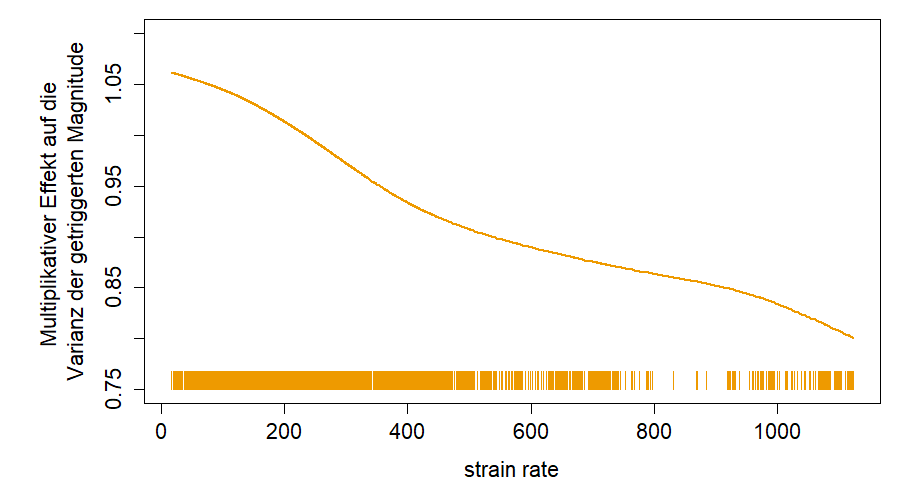 Multiplikativer Effekt auf die
Varianz der getriggerten Magnitude
1.05
0.95
0.85
0.75
0 200 400 600 800 1000
strain rate